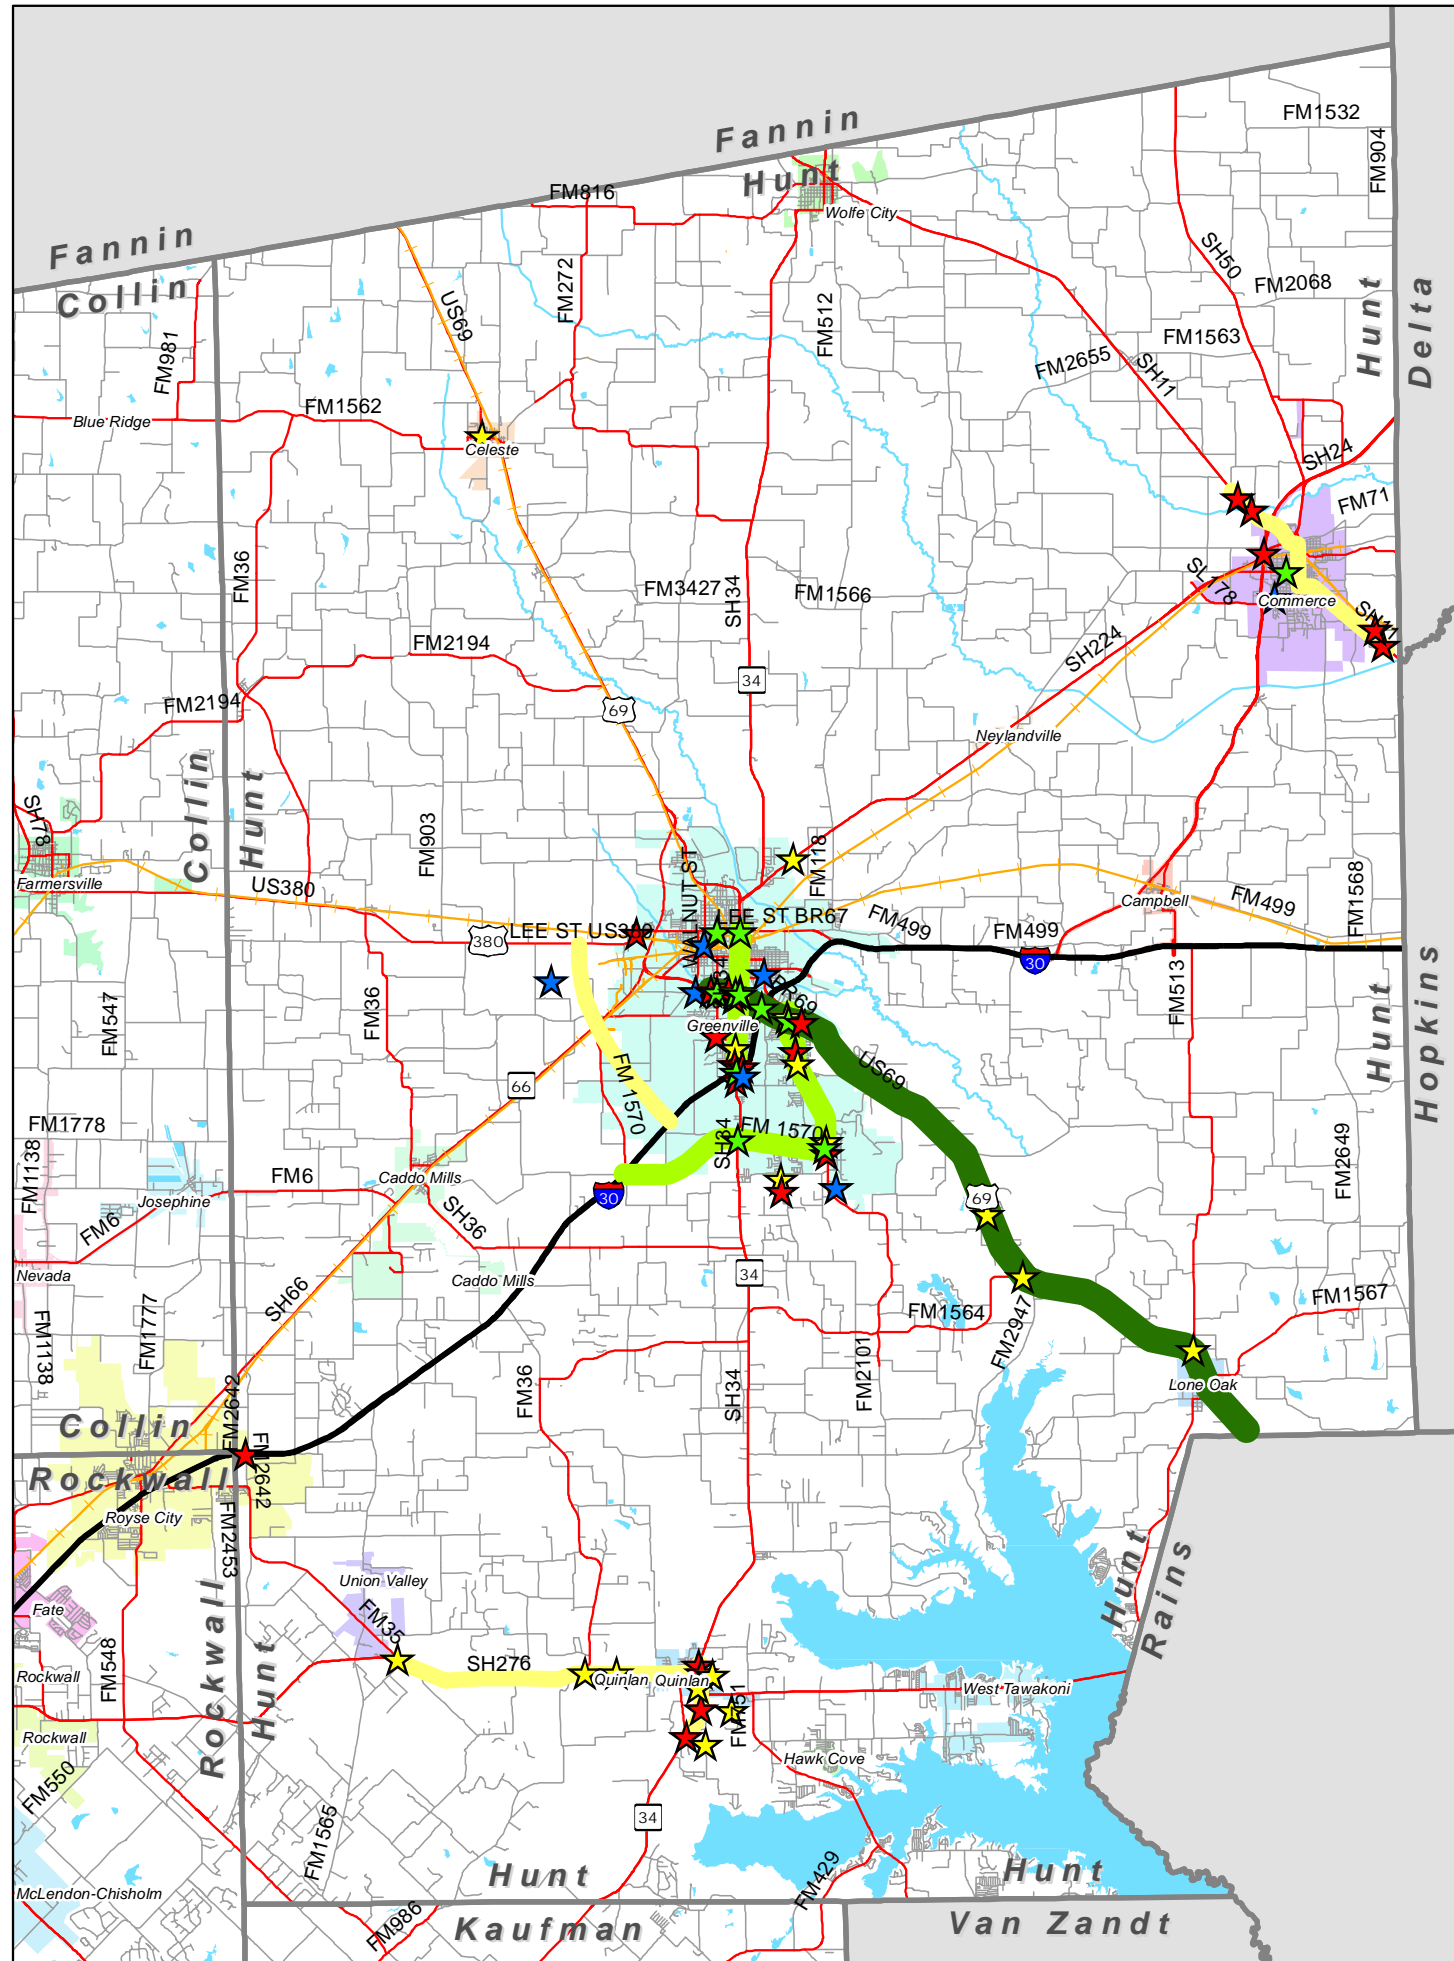 Fannin
Hunt
FM1532
FM904
FM816
Wolfe City
Fannin
Collin
SH50
FM2068
Hunt
Delta
US69
FM272
FM512
FM1563
FM2655
SH11
FM981
Blue Ridge
FM1562
Celeste
SH24
FM71
FM36
FM3427
SH34
FM1566
SL178
Commerce
SH11
FM2194
SH224
34
FM2194
69
Neylandville
Collin
Hunt
SH78
FM903
WALNUT ST
FM118
Farmersville
US380
Campbell
FM499
FM1568
LEE ST US380
LEE ST BR67
FM499
FM499
380
30
Hopkins
FM547
FM36
BR69
FM513
Hunt
Greenville
66
FM 1570
US69
FM1778
FM1138
SH34
FM 1570
FM2649
Caddo Mills
FM6
Josephine
30
69
FM6
SH36
Nevada
Caddo Mills
34
SH66
FM1777
FM1138
FM1564
FM2947
FM1567
FM2101
FM36
SH34
Lone Oak
FM2642
Collin
Rockwall
FM2642
Royse City
FM2453
Hunt
Rains
Union Valley
Fate
FM35
Rockwall
Hunt
FM548
Rockwall
SH276
Quinlan
Quinlan
FM751
West Tawakoni
Rockwall
Hawk Cove
FM550
34
FM1565
Hunt
Hunt
FM429
McLendon-Chisholm
FM986
Kaufman
Van Zandt